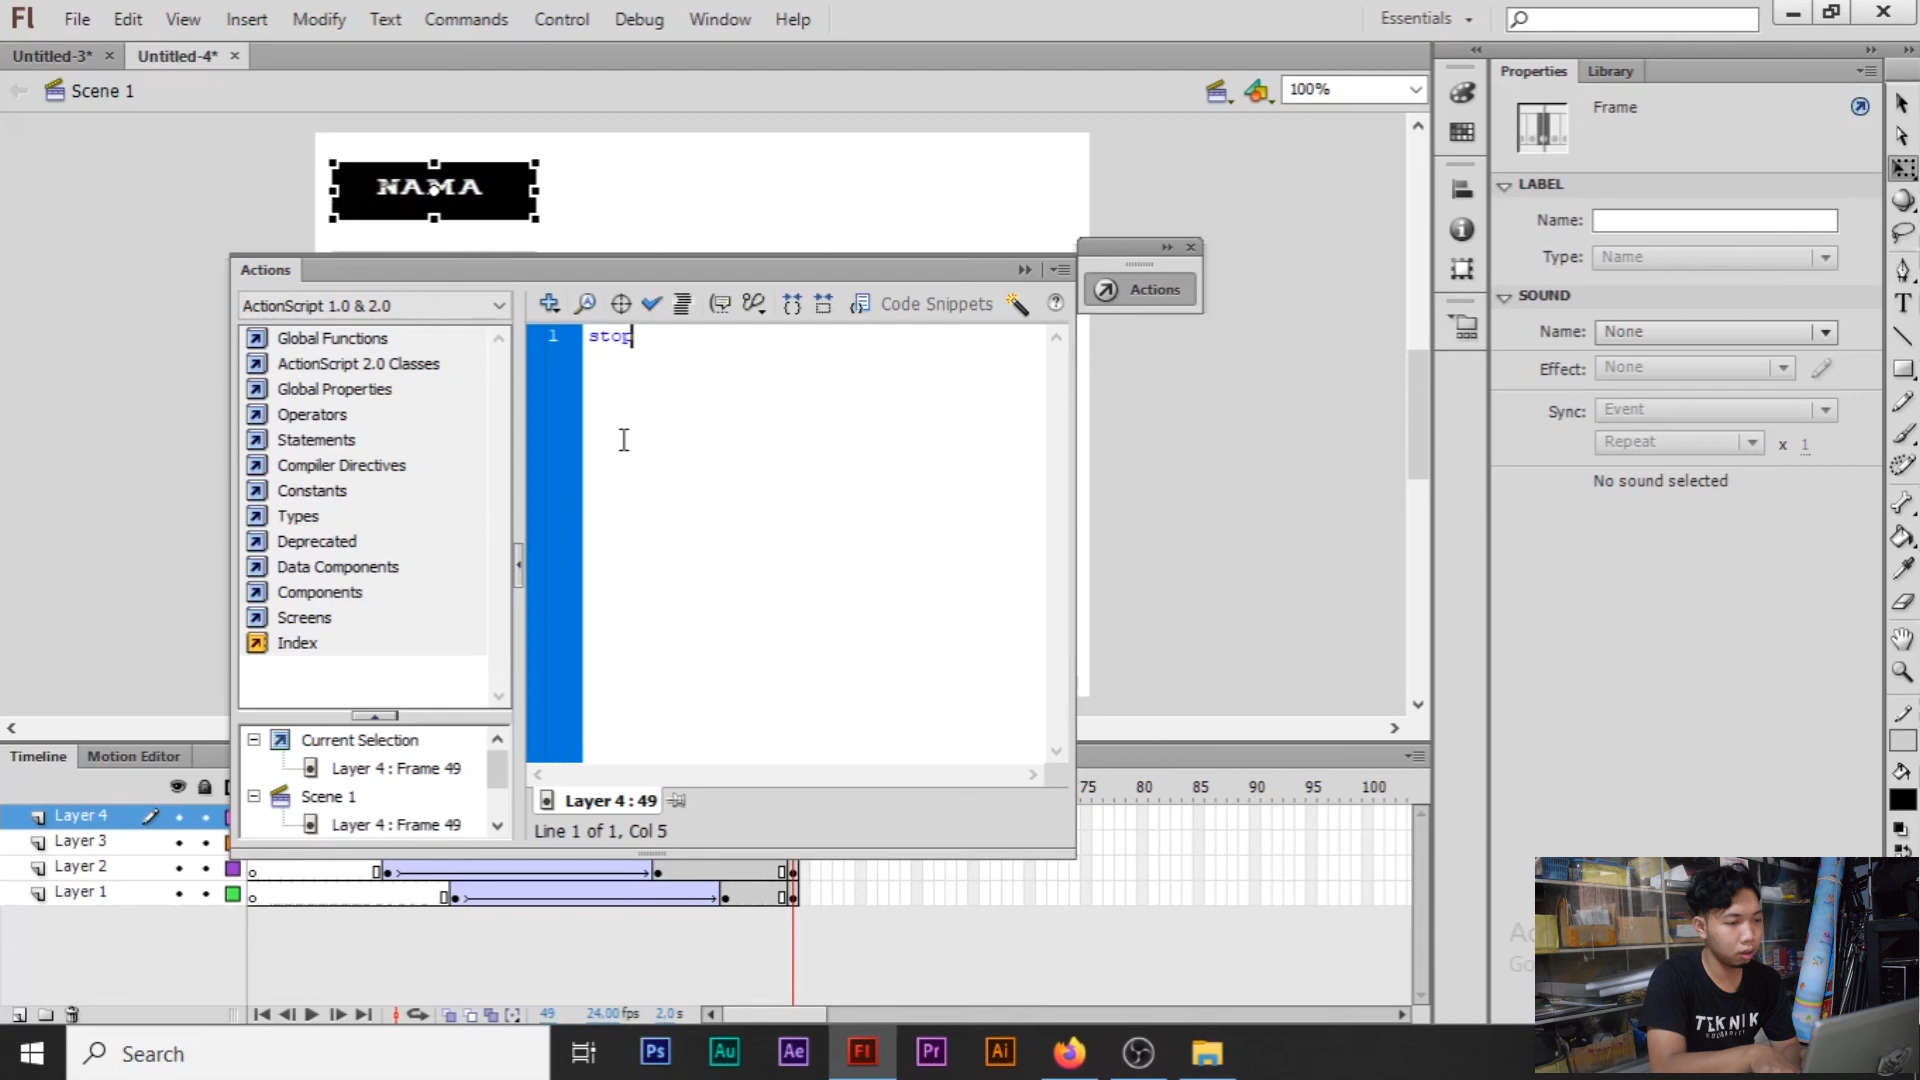 Fl File Edit View Insert Modify Text Commands Control Debug Window Help Essentials
Untitled-3* Untitled-4*
Scene 1 100%
Properties Library
Frame
LABEL
Name:
Type: Name
SOUND
Name: None
Effect: None
Sync: Event
Repeat x 1
No sound selected
NAMA
Actions
Actions
ActionScript 1.0 & 2.0
Code Snippets
Global Functions
ActionScript 2.0 Classes
Global Properties
Operators
Statements
Compiler Directives
Constants
Types
Deprecated
Data Components
Components
Screens
Index
1 stop
Current Selection
Layer 4 : Frame 49
Scene 1
Layer 4 : Frame 49
Layer 4 : 49
Line 1 of 1, Col 5
Timeline Motion Editor
75 80 85 90 95 100
Layer 4
Layer 3
Layer 2
Layer 1
49 24.00 fps 2.0 s
Search
Ps Au Ae Fl Pr Ai
TEKNIK